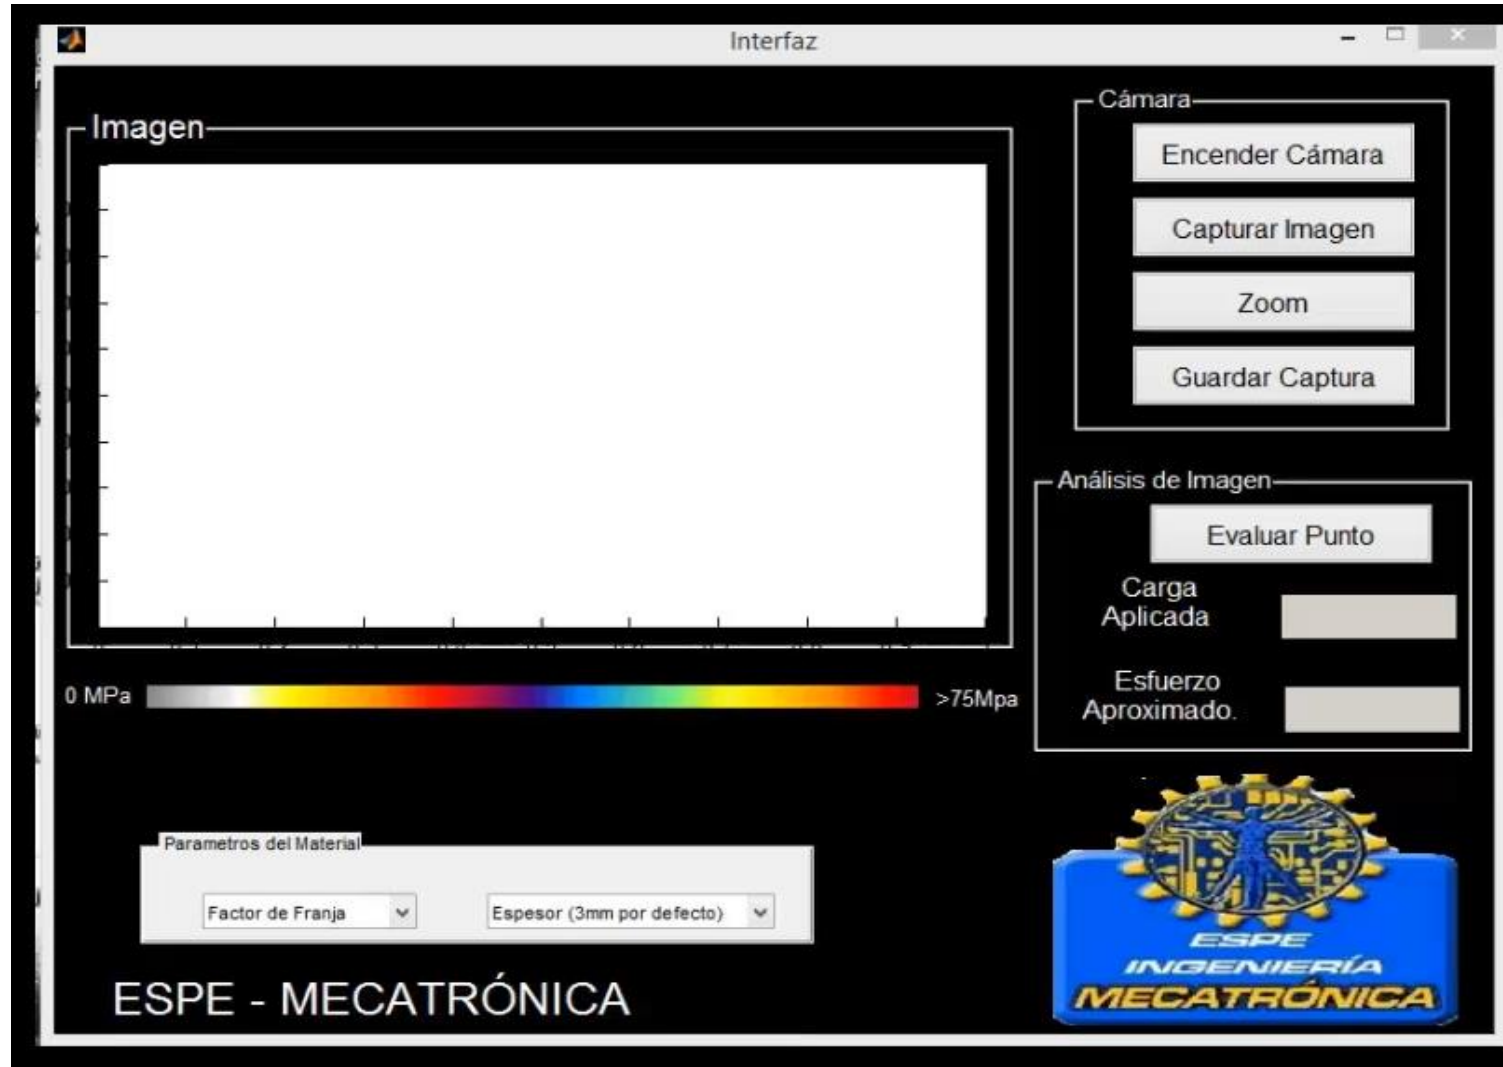 Interfaz
Imagen
Cámara
Encender Cámara
Capturar Imagen
Zoom
Guardar Captura
Análisis de Imagen
Evaluar Punto
Carga
Aplicada
Esfuerzo
Aproximado.
0 MPa
>75Mpa
Parametros del Material
Factor de Franja
Espesor (3mm por defecto)
ESPE - MECATRÓNICA
ESPE
INGENIERÍA
MECATRÓNICA